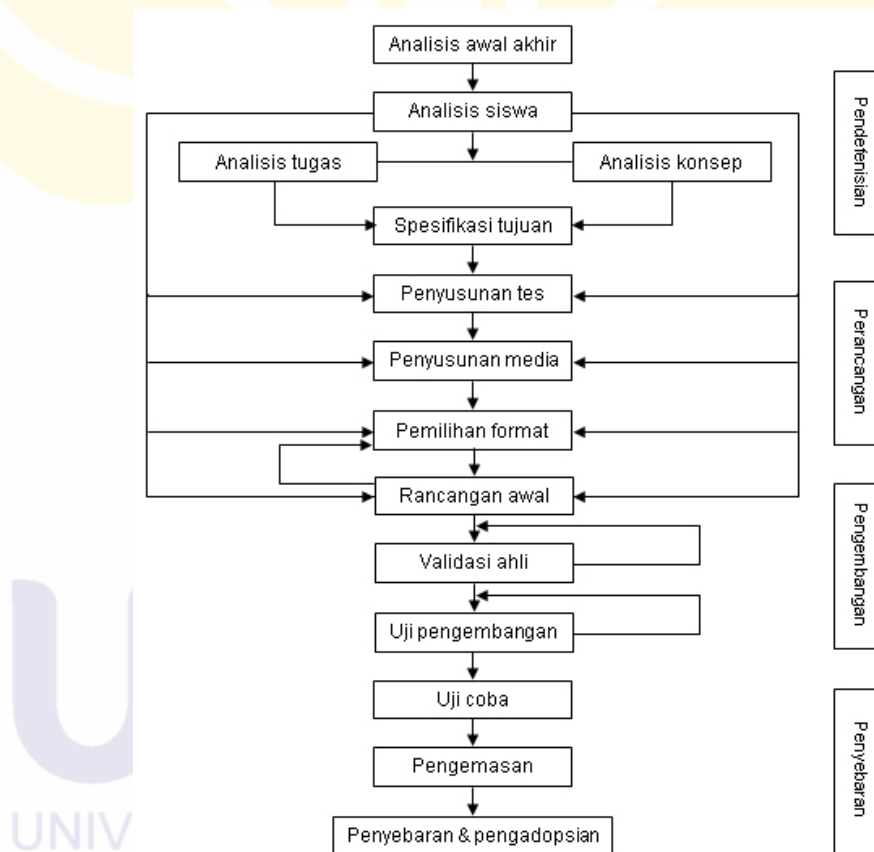 Analisis awal akhir
Analisis siswa
Analisis tugas
Analisis konsep
Spesifikasi tujuan
Penyusunan tes
Penyusunan media
Pemilihan format
Rancangan awal
Validasi ahli
Uji pengembangan
Uji coba
Pengemasan
Penyebaran & pengadopsian
Pendefenisian
Perancangan
Pengembangan
Penyebaran
U
UNIV